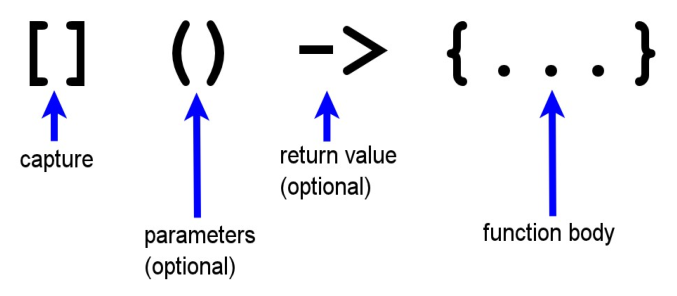 [ ] ( ) -> { . . . }
capture
return value
(optional)
parameters
(optional)
function body